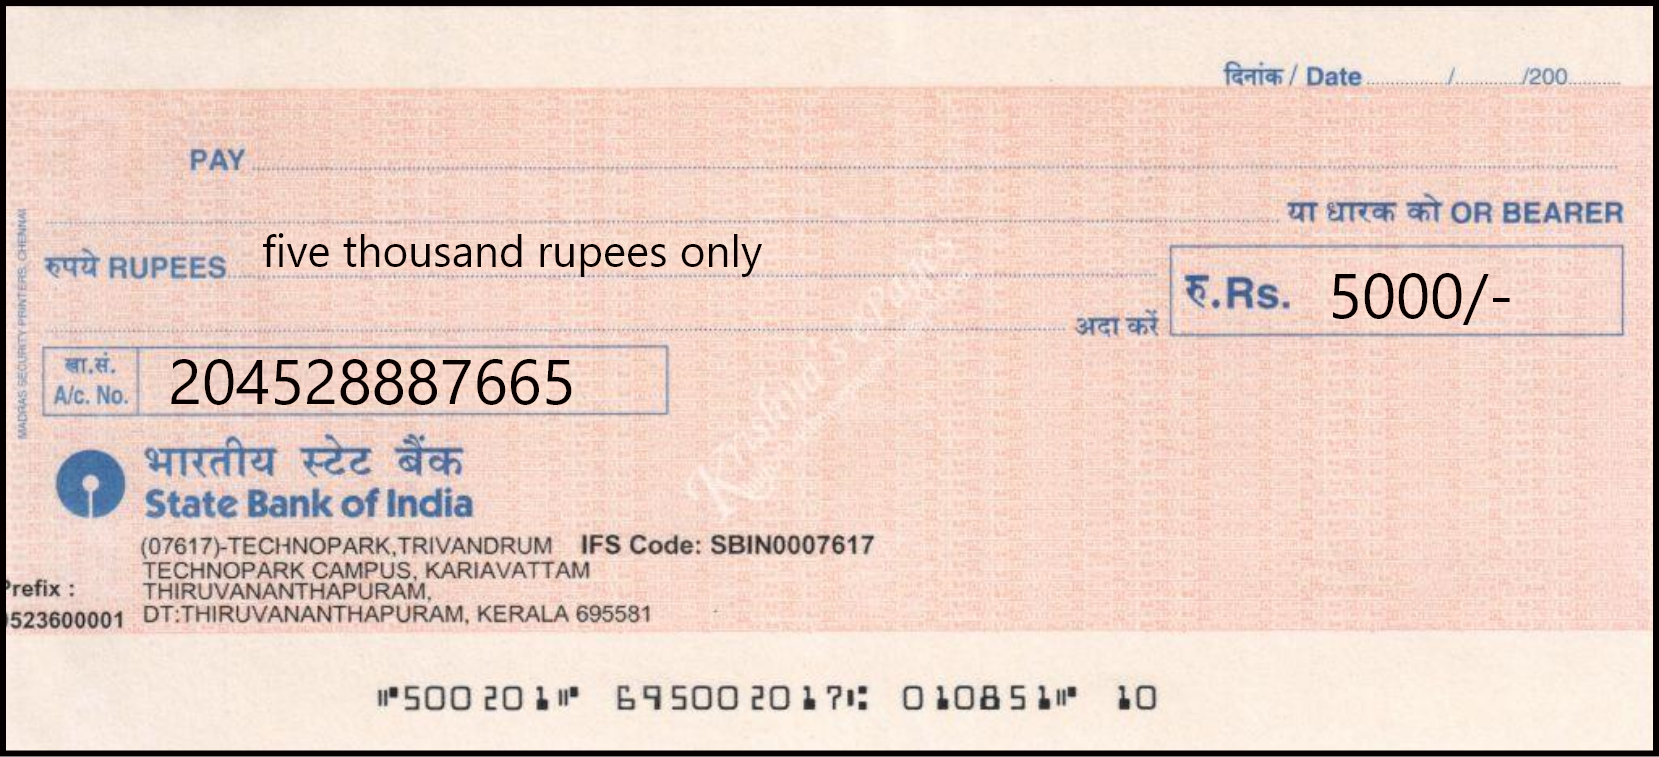 दिनांक / Date ............/............/200............
PAY
या धारक को OR BEARER
रुपये RUPEES five thousand rupees only
रु.Rs. 5000/-
अदा करें
खा.सं.
A/c. No. 204528887665
MADRAS SECURITY PRINTERS, CHENNAI
भारतीय स्टेट बैंक
State Bank of India
(07617)-TECHNOPARK,TRIVANDRUM IFS Code: SBIN0007617
TECHNOPARK CAMPUS, KARIAVATTAM
Prefix : THIRUVANANTHAPURAM,
523600001 DT:THIRUVANANTHAPURAM, KERALA 695581
⑈500201⑈ 695002017⑆ 010851⑈ 10
Krishna's